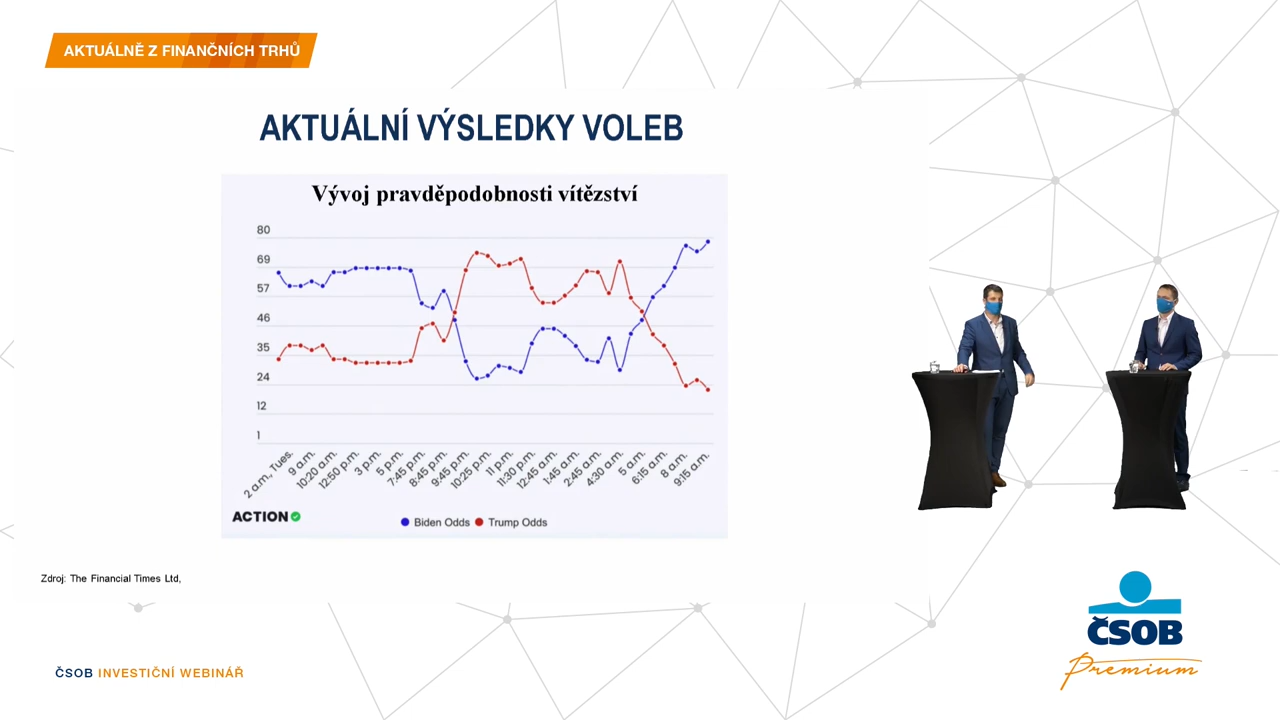 AKTUÁLNĚ Z FINANČNÍCH TRHŮ
AKTUÁLNÍ VÝSLEDKY VOLEB
Vývoj pravděpodobnosti vítězství
80
69
57
46
35
24
12
1
2 a.m., Tues.
9 a.m.
10:20 a.m.
12:50 p.m.
3 p.m.
5 p.m.
7:45 p.m.
8:45 p.m.
9:45 p.m.
10:25 p.m.
11 p.m.
11:30 p.m.
12:45 a.m.
1:45 a.m.
2:45 a.m.
4:30 a.m.
5 a.m.
6:15 a.m.
8 a.m.
9:15 a.m.
ACTION
Biden Odds Trump Odds
Zdroj: The Financial Times Ltd,
ČSOB INVESTIČNÍ WEBINÁŘ
ČSOB
Premium